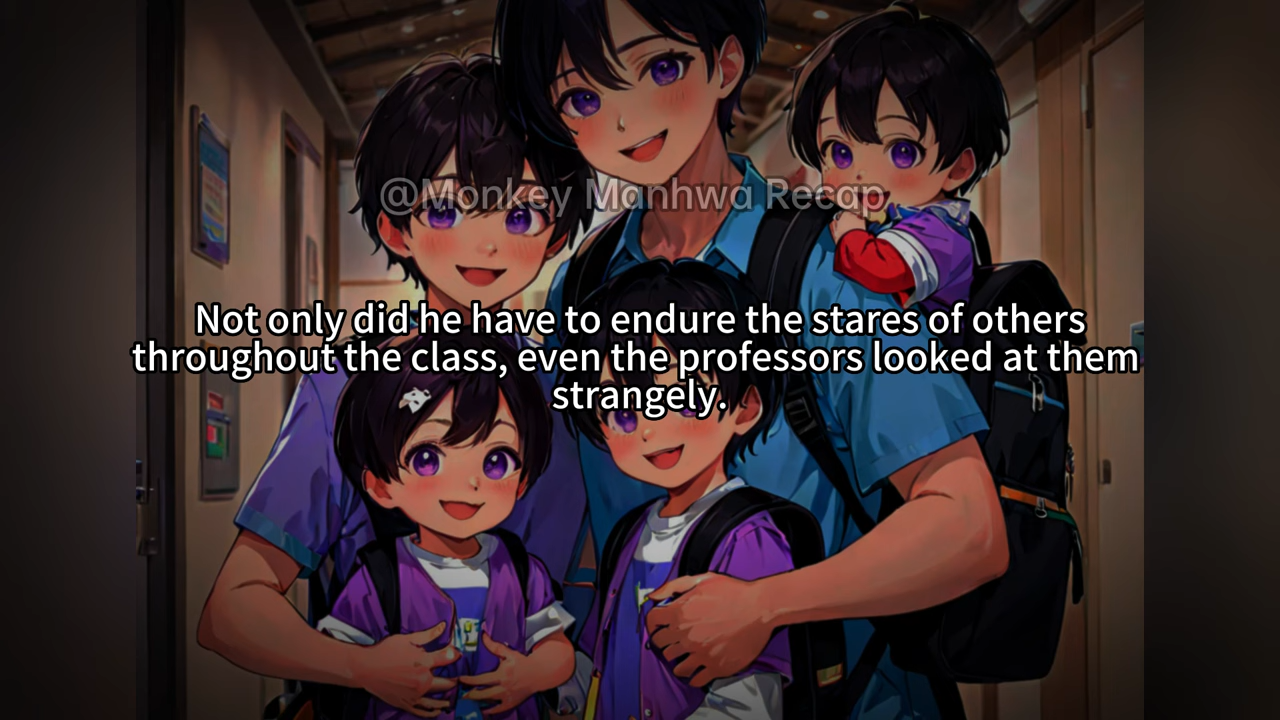 @Monkey Manhwa Recap
Not only did he have to endure the stares of others
throughout the class, even the professors looked at them
strangely.